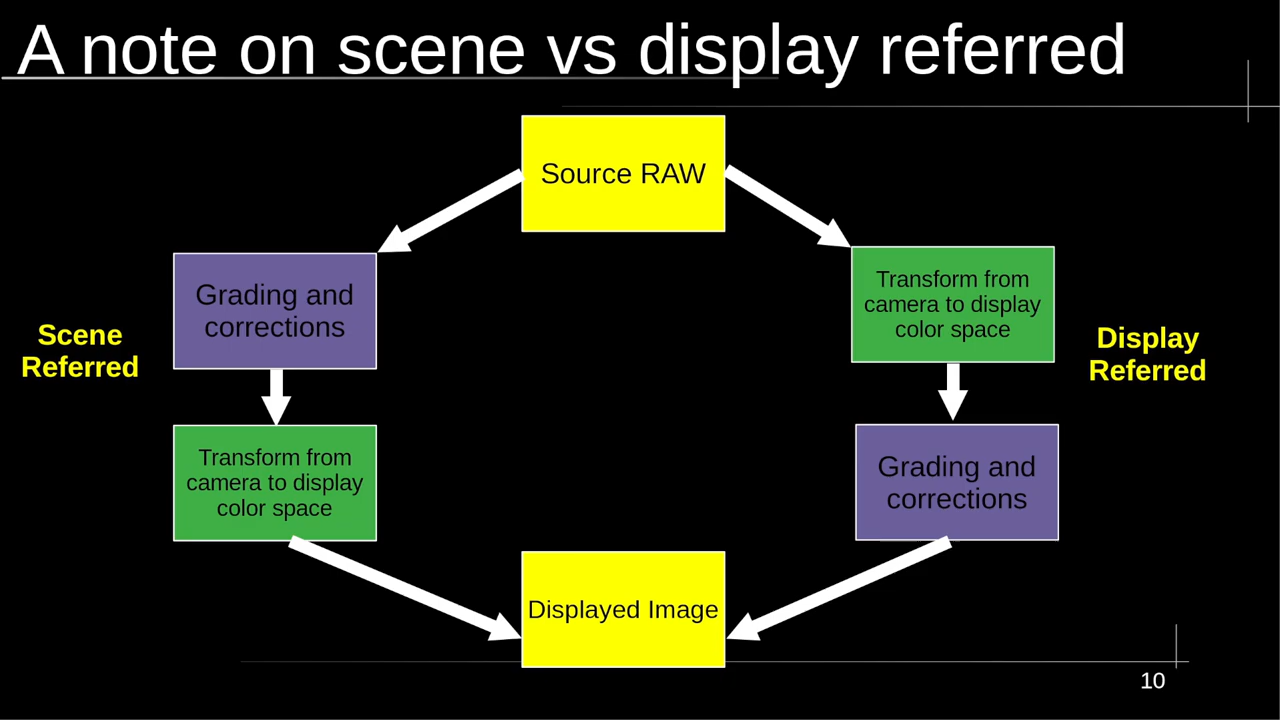 A note on scene vs display referred
Source RAW
Grading and
corrections
Scene
Referred
Transform from
camera to display
color space
Transform from
camera to display
color space
Display
Referred
Grading and
corrections
Displayed Image
10